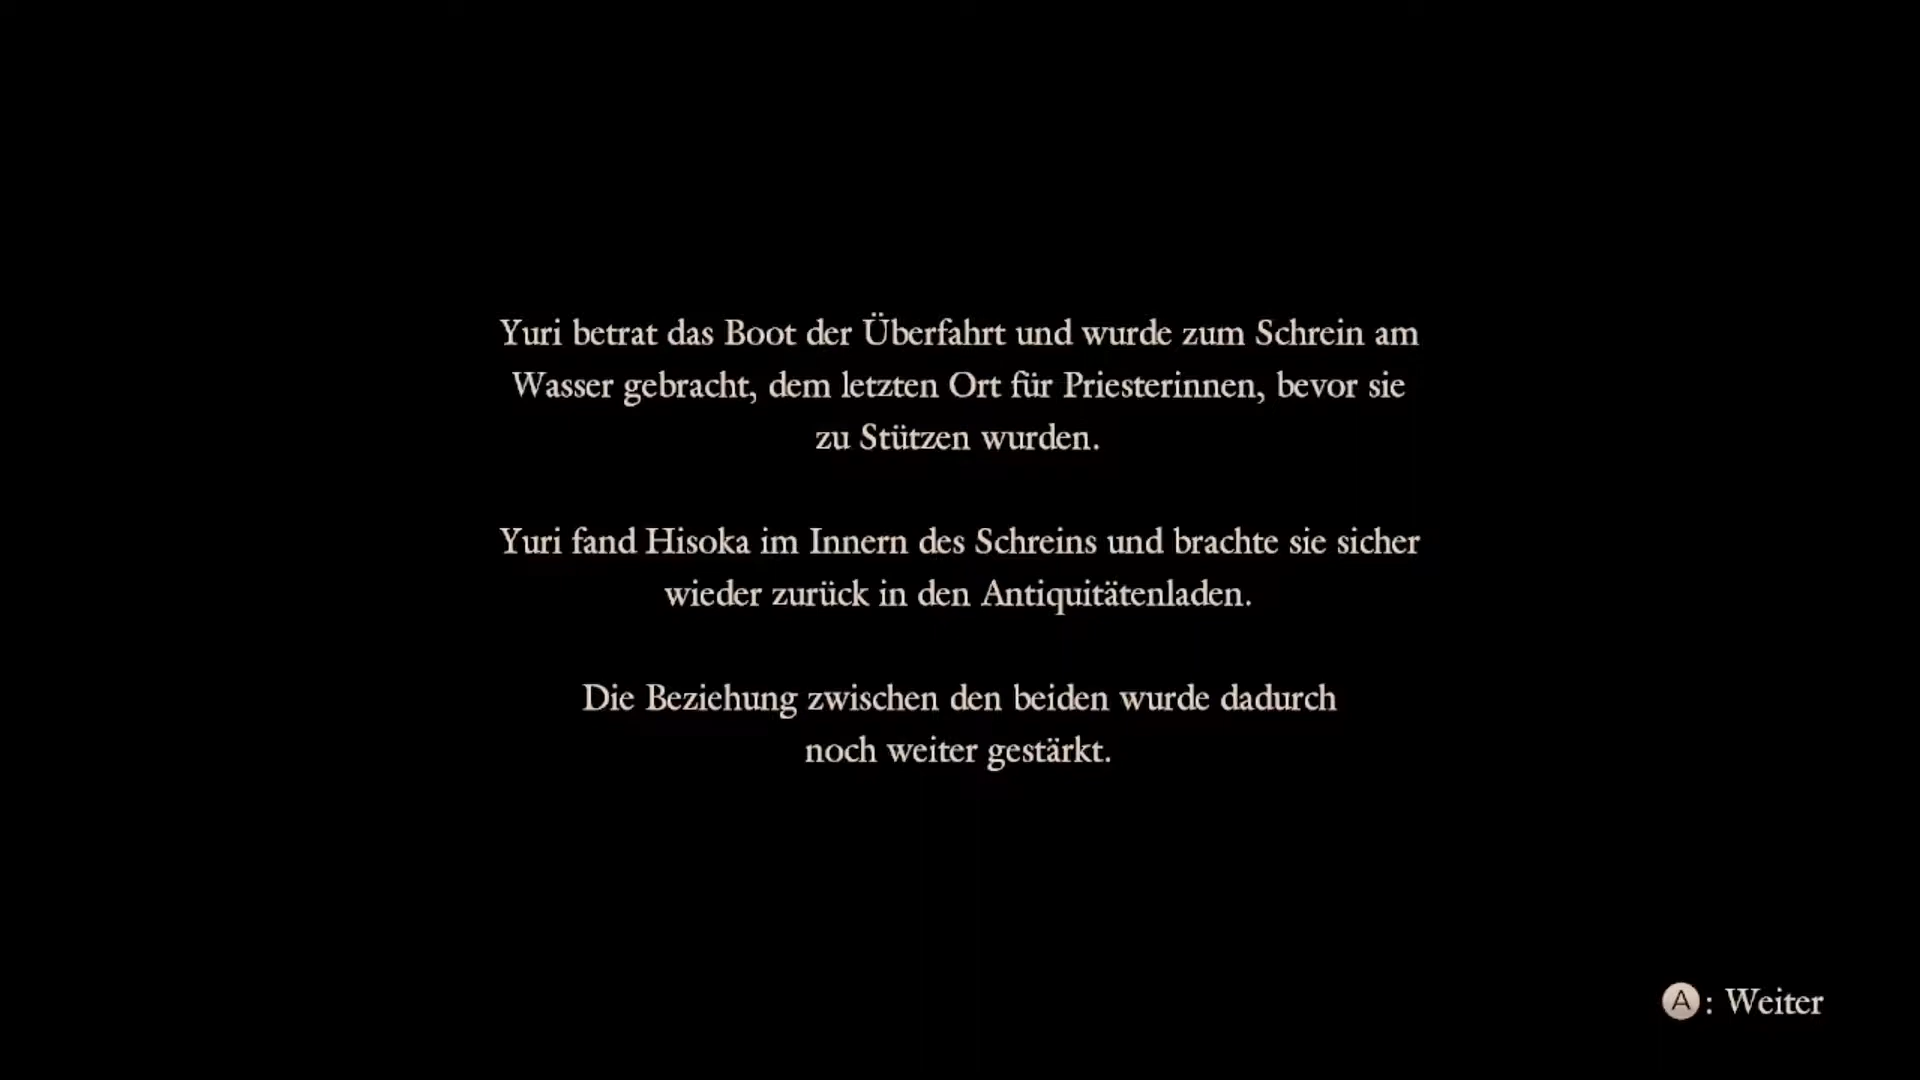 Yuri betrat das Boot der Überfahrt und wurde zum Schrein am
Wasser gebracht, dem letzten Ort für Priesterinnen, bevor sie
zu Stützen wurden.
Yuri fand Hisoka im Innern des Schreins und brachte sie sicher
wieder zurück in den Antiquitätenladen.
Die Beziehung zwischen den beiden wurde dadurch
noch weiter gestärkt.
A: Weiter